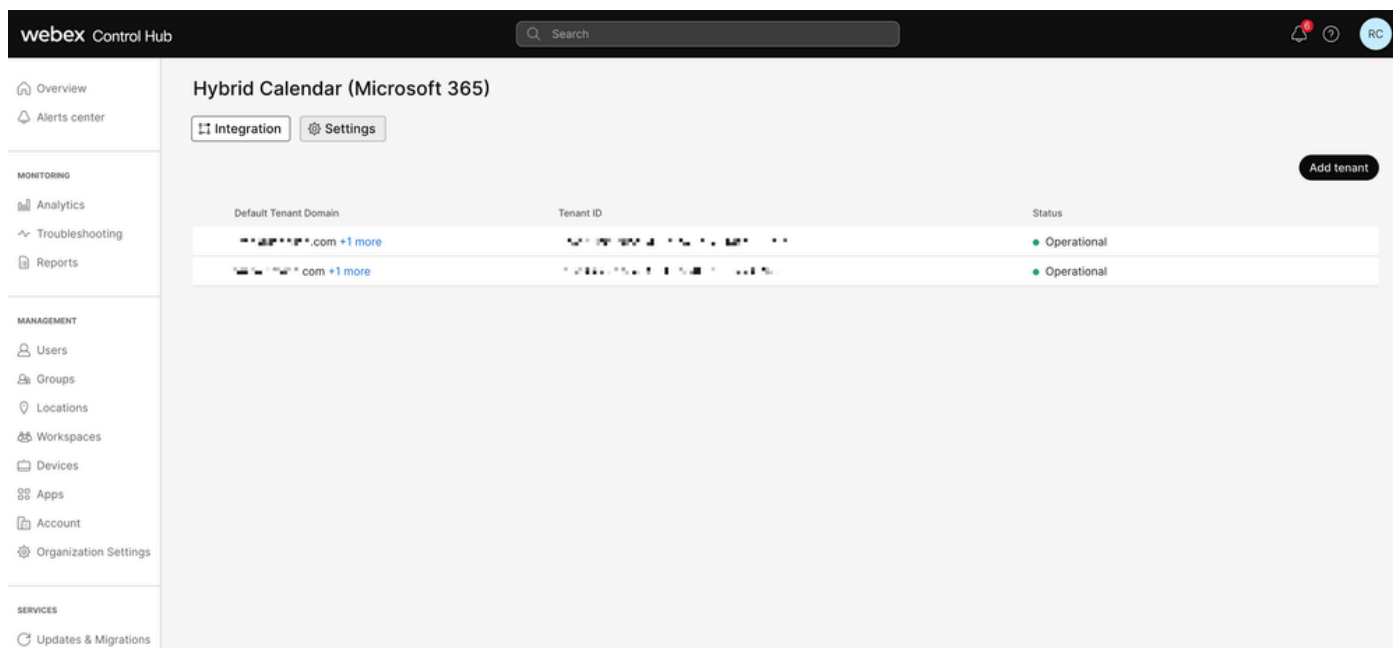 webex Control Hub
Search
6
RC
Overview
Alerts center
MONITORING
Analytics
Troubleshooting
Reports
MANAGEMENT
Users
Groups
Locations
Workspaces
Devices
Apps
Account
Organization Settings
SERVICES
Updates & Migrations
Hybrid Calendar (Microsoft 365)
Integration Settings
Add tenant
Default Tenant Domain Tenant ID Status
.com +1 more Operational
com +1 more Operational